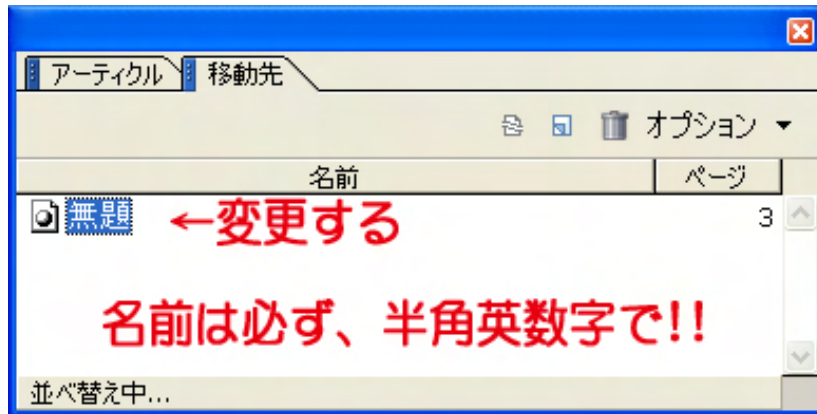 アーティクル 移動先
オプション
名前 ページ
無題 ←変更する 3
名前は必ず、半角英数字で!!
並べ替え中...